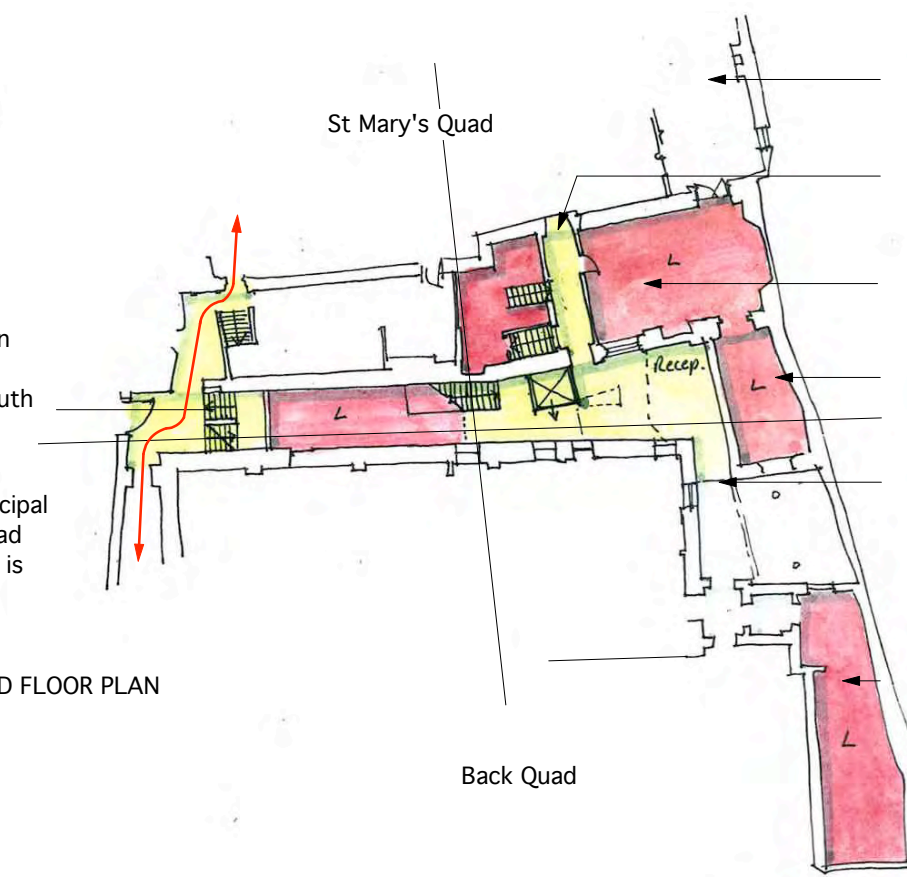 St Mary's Quad
n
L
uth
Recep.
L
L
cipal
ad
is
D FLOOR PLAN
L
Back Quad